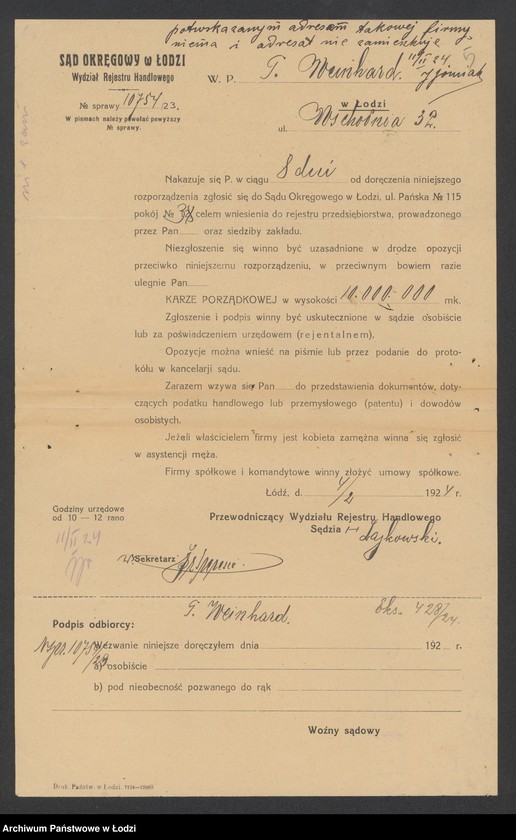 pod wskazanym adresem takowej firmy
niema i adresat nie zamieszkuje
11/II 24.
SĄD OKRĘGOWY w ŁODZI
Wydział Rejestru Handlowego
W. P. T. Weinhard.
№ sprawy 10754/23,
W pismach należy powołać powyższy
№ sprawy.
w Łodzi
ul. Wschodnia 32.
Nakazuje się P. w ciągu 8 dni od doręczenia niniejszego
rozporządzenia zgłosić się do Sądu Okręgowego w Łodzi, ul. Pańska № 115
pokój № celem wniesienia do rejestru przedsiębiorstwa, prowadzonego
przez Pan oraz siedziby zakładu.
Niezgłoszenie się winno być uzasadnione w drodze opozycji
przeciwko niniejszemu rozporządzeniu, w przeciwnym bowiem razie
ulegnie Pan
KARZE PORZĄDKOWEJ w wysokości 10.000.000 mk.
Zgłoszenie i podpis winny być uskutecznione w sądzie osobiście
lub za poświadczeniem urzędowem (rejentalnem).
Opozycje można wnieść na piśmie lub przez podanie do proto-
kółu w kancelarji sądu.
Zarazem wzywa się Pan do przedstawienia dokumentów, doty-
czących podatku handlowego lub przemysłowego (patentu) i dowodów
osobistych.
Jeżeli właścicielem firmy jest kobieta zamężna winna się zgłosić
w asystencji męża.
Firmy spółkowe i komandytowe winny złożyć umowy spółkowe.
Łódź, d. 4/2 1924 r.
Godziny urzędowe
od 10 — 12 rano
Przewodniczący Wydziału Rejestru Handlowego
Sędzia
11/II 24
Sekretarz
T. Weinhard.
Eks. 428/24.
Podpis odbiorcy:
10754/23
Wezwanie niniejsze doręczyłem dnia 192 r.
a) osobiście
b) pod nieobecność pozwanego do rąk
Woźny sądowy
Druk. Państw. w Łodzi.
Archiwum Państwowe w Łodzi